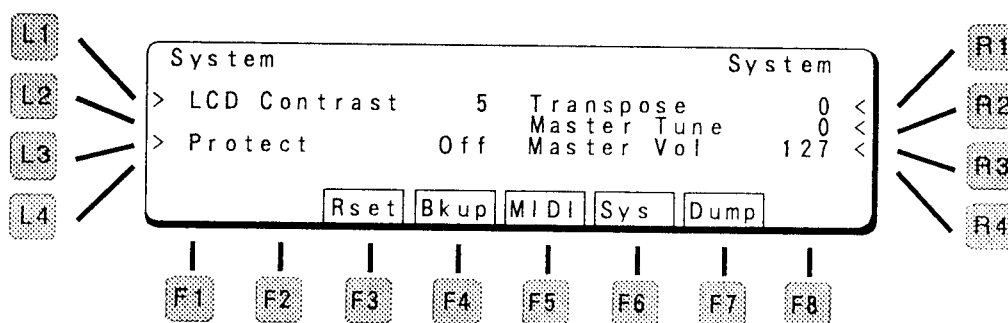 L1
L2
L3
L4
System System
> LCD Contrast 5 Transpose 0 <
Master Tune 0 <
> Protect Off Master Vol 127 <
Rset Bkup MIDI Sys Dump
R1
R2
R3
R4
F1 F2 F3 F4 F5 F6 F7 F8